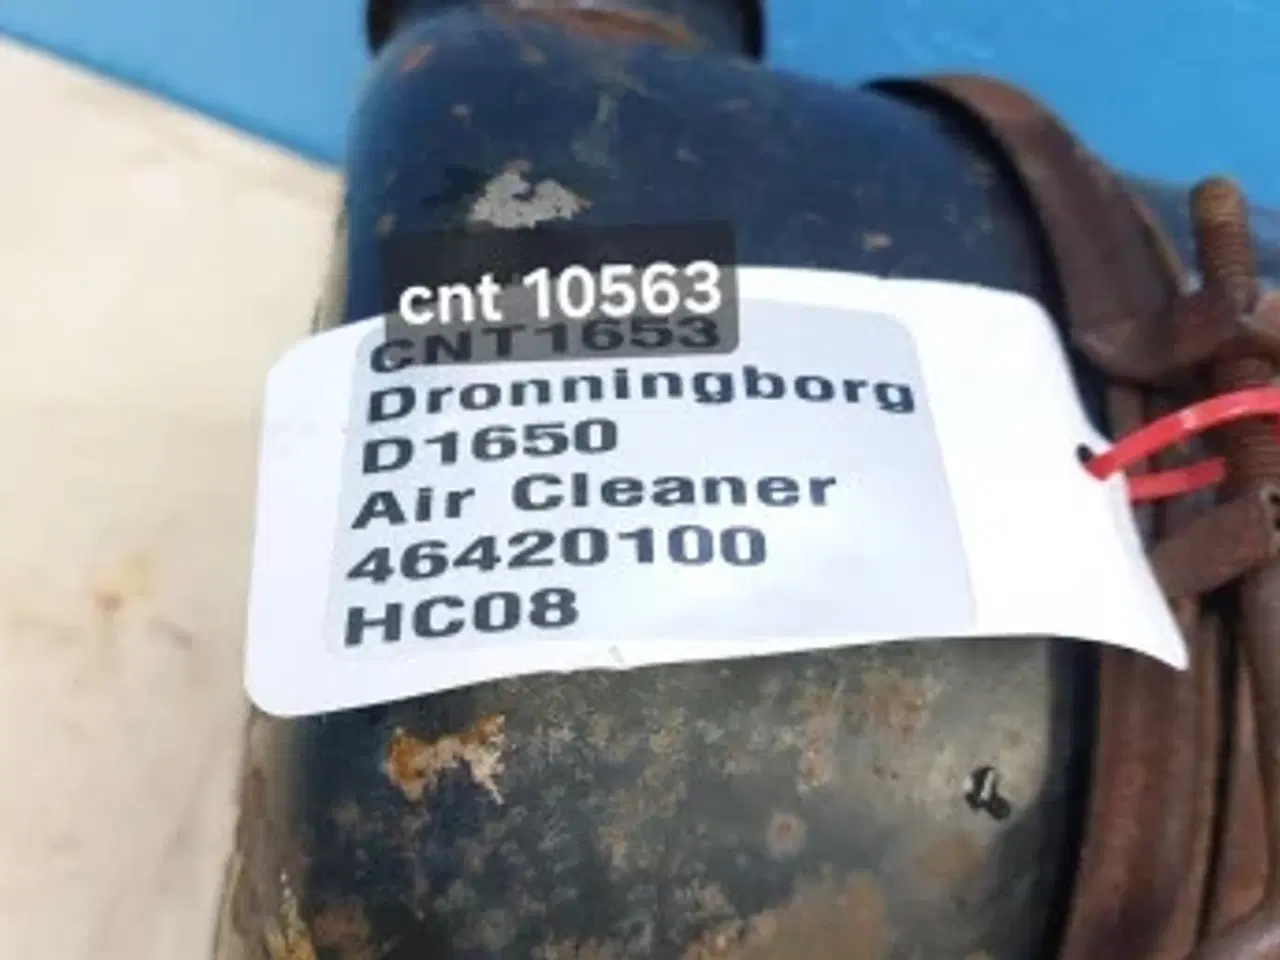 cnt 10563
CNT1653
Dronningborg
D1650
Air Cleaner
46420100
HC08